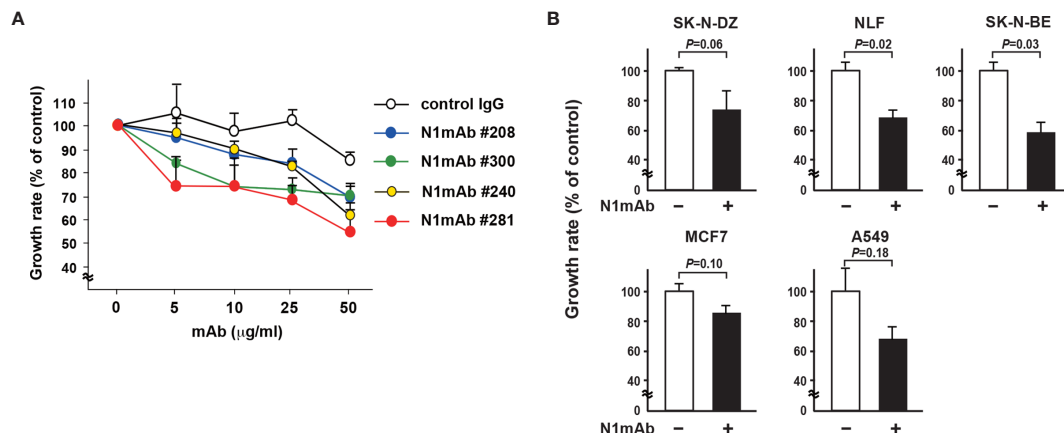 A
Growth rate (% of control)
110
100
90
80
70
60
50
40
0
5
10
25
50
mAb (μg/ml)
control IgG
N1mAb #208
N1mAb #300
N1mAb #240
N1mAb #281
B
Growth rate (% of control)
SK-N-DZ
P=0.06
100
80
60
40
0
N1mAb
− +
NLF
P=0.02
100
80
60
40
0
− +
SK-N-BE
P=0.03
100
80
60
40
0
− +
MCF7
P=0.10
100
80
60
40
0
N1mAb
− +
A549
P=0.18
100
80
60
40
0
− +